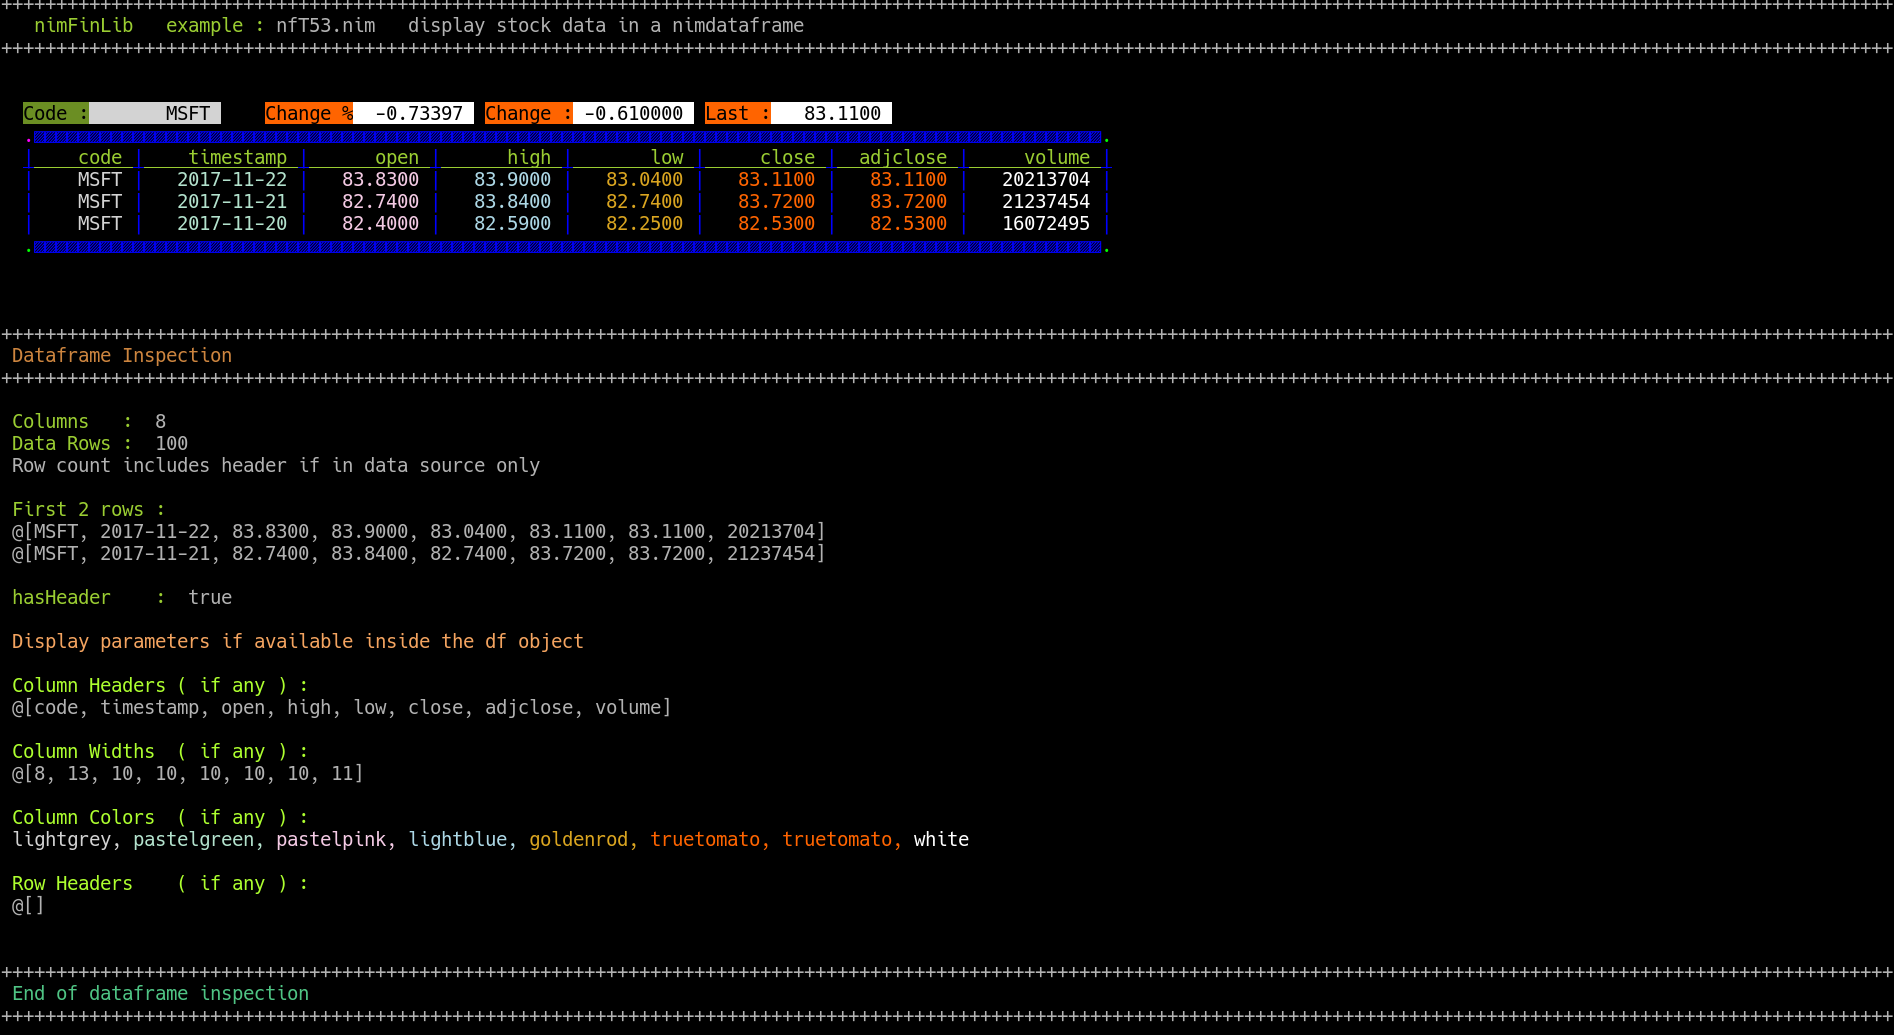 ++++++++++++++++++++++++++++++++++++++++++++++++++++++++++++++++++++++++++++++++++++++++++++++++++++++++++++++++++++++++++++++++++++++++++++++++++++++++++++++++++++++++++++
nimFinLib   example : nfT53.nim   display stock data in a nimdataframe
++++++++++++++++++++++++++++++++++++++++++++++++++++++++++++++++++++++++++++++++++++++++++++++++++++++++++++++++++++++++++++++++++++++++++++++++++++++++++++++++++++++++++++
Code :       MSFT     Change %  -0.73397  Change : -0.610000  Last :   83.1100
code | timestamp | open | high | low | close | adjclose | volume |
| MSFT | 2017-11-22 | 83.8300 | 83.9000 | 83.0400 | 83.1100 | 83.1100 | 20213704 |
| MSFT | 2017-11-21 | 82.7400 | 83.8400 | 82.7400 | 83.7200 | 83.7200 | 21237454 |
| MSFT | 2017-11-20 | 82.4000 | 82.5900 | 82.2500 | 82.5300 | 82.5300 | 16072495 |
++++++++++++++++++++++++++++++++++++++++++++++++++++++++++++++++++++++++++++++++++++++++++++++++++++++++++++++++++++++++++++++++++++++++++++++++++++++++++++++++++++++++++++
Dataframe Inspection
++++++++++++++++++++++++++++++++++++++++++++++++++++++++++++++++++++++++++++++++++++++++++++++++++++++++++++++++++++++++++++++++++++++++++++++++++++++++++++++++++++++++++++
Columns   :  8
Data Rows :  100
Row count includes header if in data source only
First 2 rows :
@[MSFT, 2017-11-22, 83.8300, 83.9000, 83.0400, 83.1100, 83.1100, 20213704]
@[MSFT, 2017-11-21, 82.7400, 83.8400, 82.7400, 83.7200, 83.7200, 21237454]
hasHeader    :  true
Display parameters if available inside the df object
Column Headers ( if any ) :
@[code, timestamp, open, high, low, close, adjclose, volume]
Column Widths  ( if any ) :
@[8, 13, 10, 10, 10, 10, 10, 11]
Column Colors  ( if any ) :
lightgrey, pastelgreen, pastelpink, lightblue, goldenrod, truetomato, truetomato, white
Row Headers    ( if any ) :
@[]
++++++++++++++++++++++++++++++++++++++++++++++++++++++++++++++++++++++++++++++++++++++++++++++++++++++++++++++++++++++++++++++++++++++++++++++++++++++++++++++++++++++++++++
End of dataframe inspection
++++++++++++++++++++++++++++++++++++++++++++++++++++++++++++++++++++++++++++++++++++++++++++++++++++++++++++++++++++++++++++++++++++++++++++++++++++++++++++++++++++++++++++